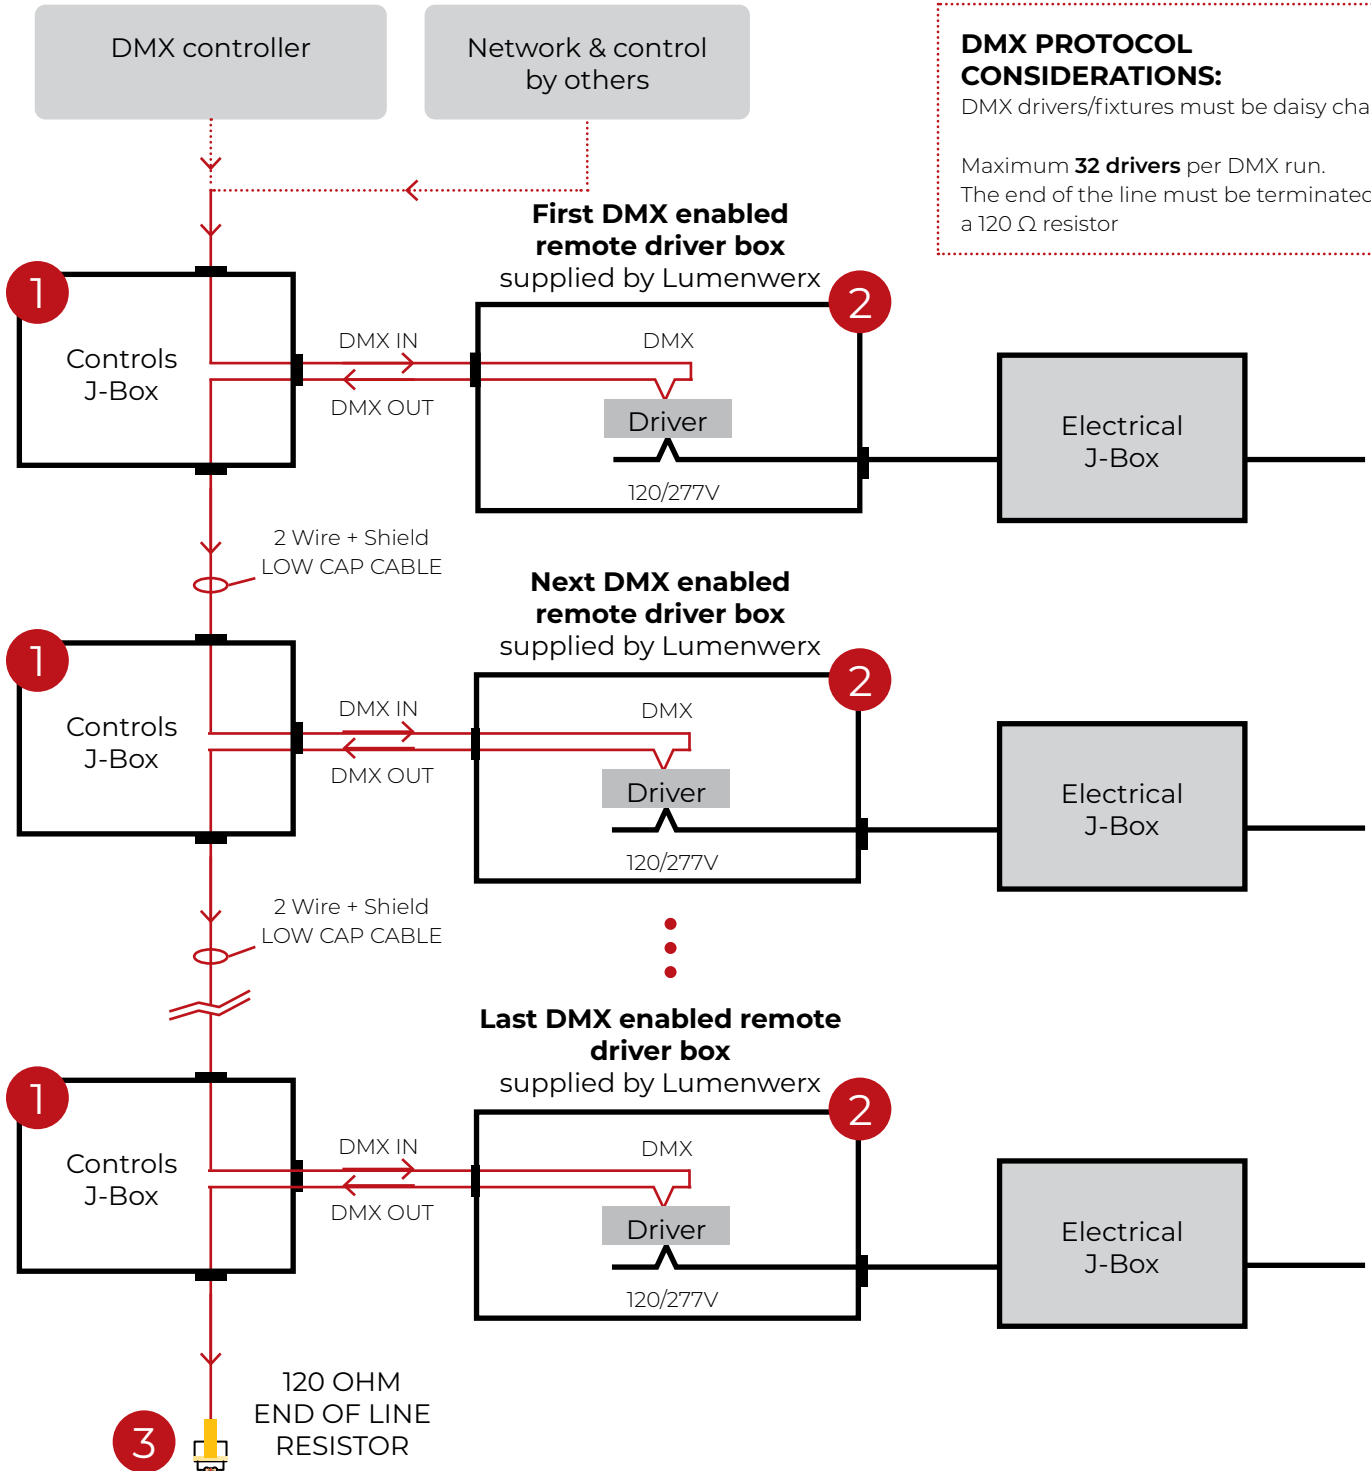 DMX controller
Network & control
by others
DMX PROTOCOL
CONSIDERATIONS:
DMX drivers/fixtures must be daisy cha
Maximum 32 drivers per DMX run.
The end of the line must be terminated
a 120 Ω resistor
First DMX enabled
remote driver box
supplied by Lumenwerx
1
2
Controls
J-Box
DMX IN
DMX OUT
DMX
Driver
120/277V
Electrical
J-Box
2 Wire + Shield
LOW CAP CABLE
Next DMX enabled
remote driver box
supplied by Lumenwerx
1
2
Controls
J-Box
DMX IN
DMX OUT
DMX
Driver
120/277V
Electrical
J-Box
2 Wire + Shield
LOW CAP CABLE
Last DMX enabled remote
driver box
supplied by Lumenwerx
1
2
Controls
J-Box
DMX IN
DMX OUT
DMX
Driver
120/277V
Electrical
J-Box
3
120 OHM
END OF LINE
RESISTOR